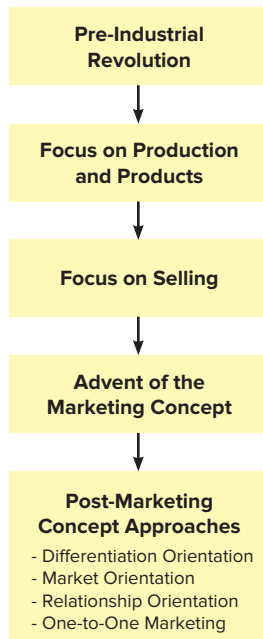 Pre-Industrial
Revolution
Focus on Production
and Products
Focus on Selling
Advent of the
Marketing Concept
Post-Marketing
Concept Approaches
- Differentiation Orientation
- Market Orientation
- Relationship Orientation
- One-to-One Marketing